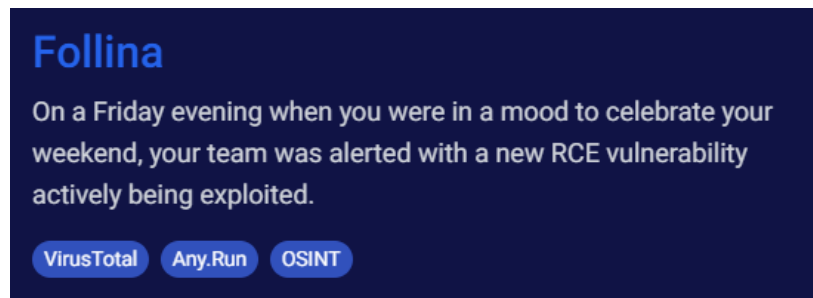 Follina
On a Friday evening when you were in a mood to celebrate your
weekend, your team was alerted with a new RCE vulnerability
actively being exploited.
VirusTotal Any.Run OSINT